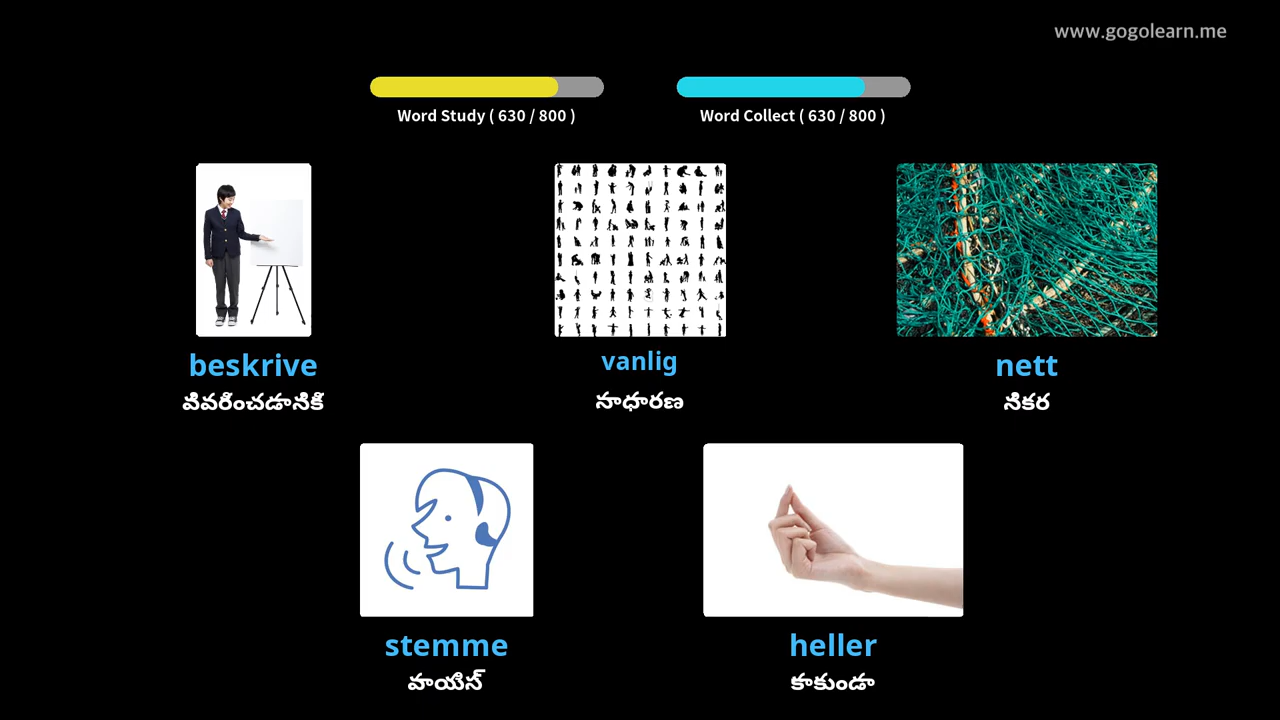 www.gogolearn.me
Word Study ( 630 / 800 )
Word Collect ( 630 / 800 )
beskrive
వివరించడానికి
vanlig
సాధారణ
nett
నికర
stemme
వాయిస్
heller
కాకుండా